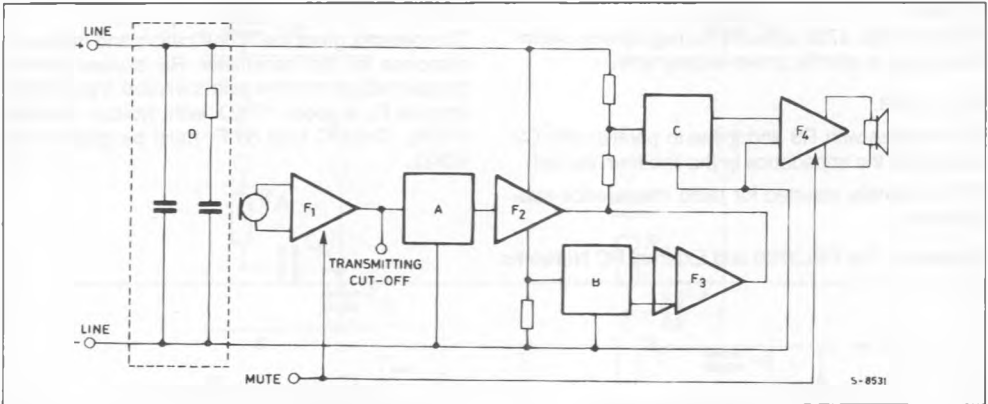 LINE
+
D
F1
TRANSMITTING
CUT-OFF
A
F2
B
F3
C
F4
LINE
-
MUTE
S-8531